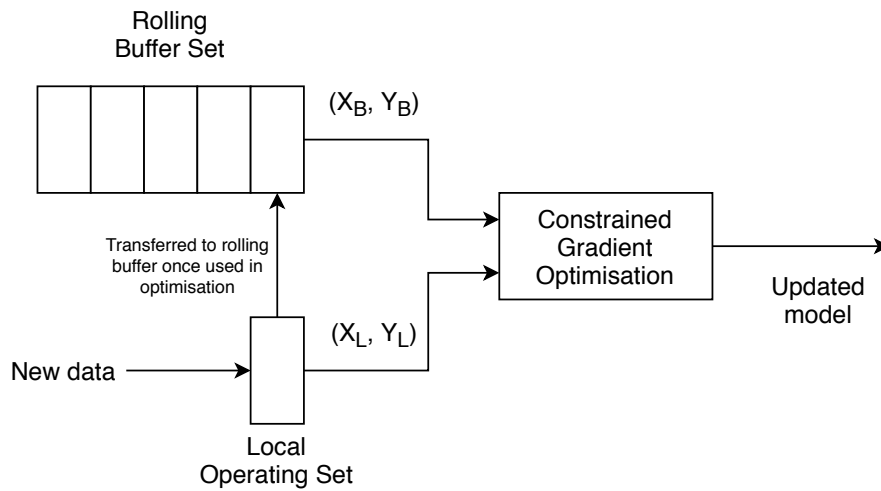 Rolling
Buffer Set
(X_B, Y_B)
Transferred to rolling
buffer once used in
optimisation
Constrained
Gradient
Optimisation
Updated
model
(X_L, Y_L)
New data
Local
Operating Set